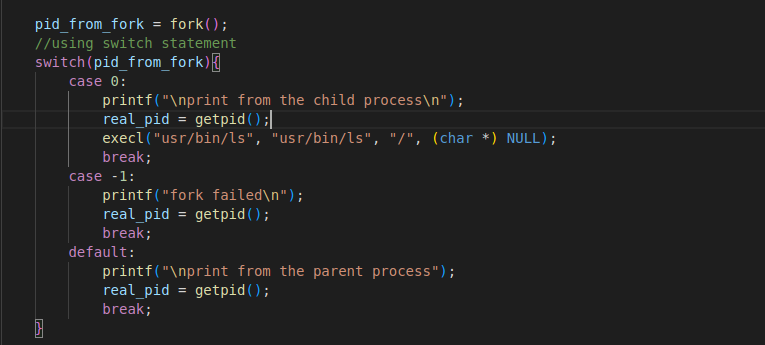 pid_from_fork = fork();
//using switch statement
switch(pid_from_fork){
    case 0:
        printf("\nprint from the child process\n");
        real_pid = getpid();
        execl("usr/bin/ls", "usr/bin/ls", "/", (char *) NULL);
        break;
    case -1:
        printf("fork failed\n");
        real_pid = getpid();
        break;
    default:
        printf("\nprint from the parent process");
        real_pid = getpid();
        break;
}